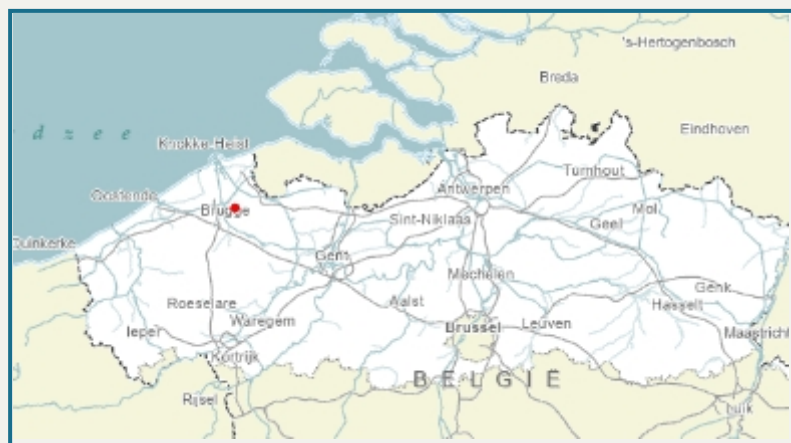 's-Hertogenbosch
Breda
Eindhoven
d z e e
Knokke-Heist
Turnhout
Oostende
Antwerpen
Brugge
Mol
Sint-Niklaas
Geel
Duinkerke
Gent
Mechelen
Genk
Roeselare
Aalst
Hasselt
Ieper
Waregem
Brussel
Leuven
Maastricht
Kortrijk
BELGIË
Rijsel
Luik